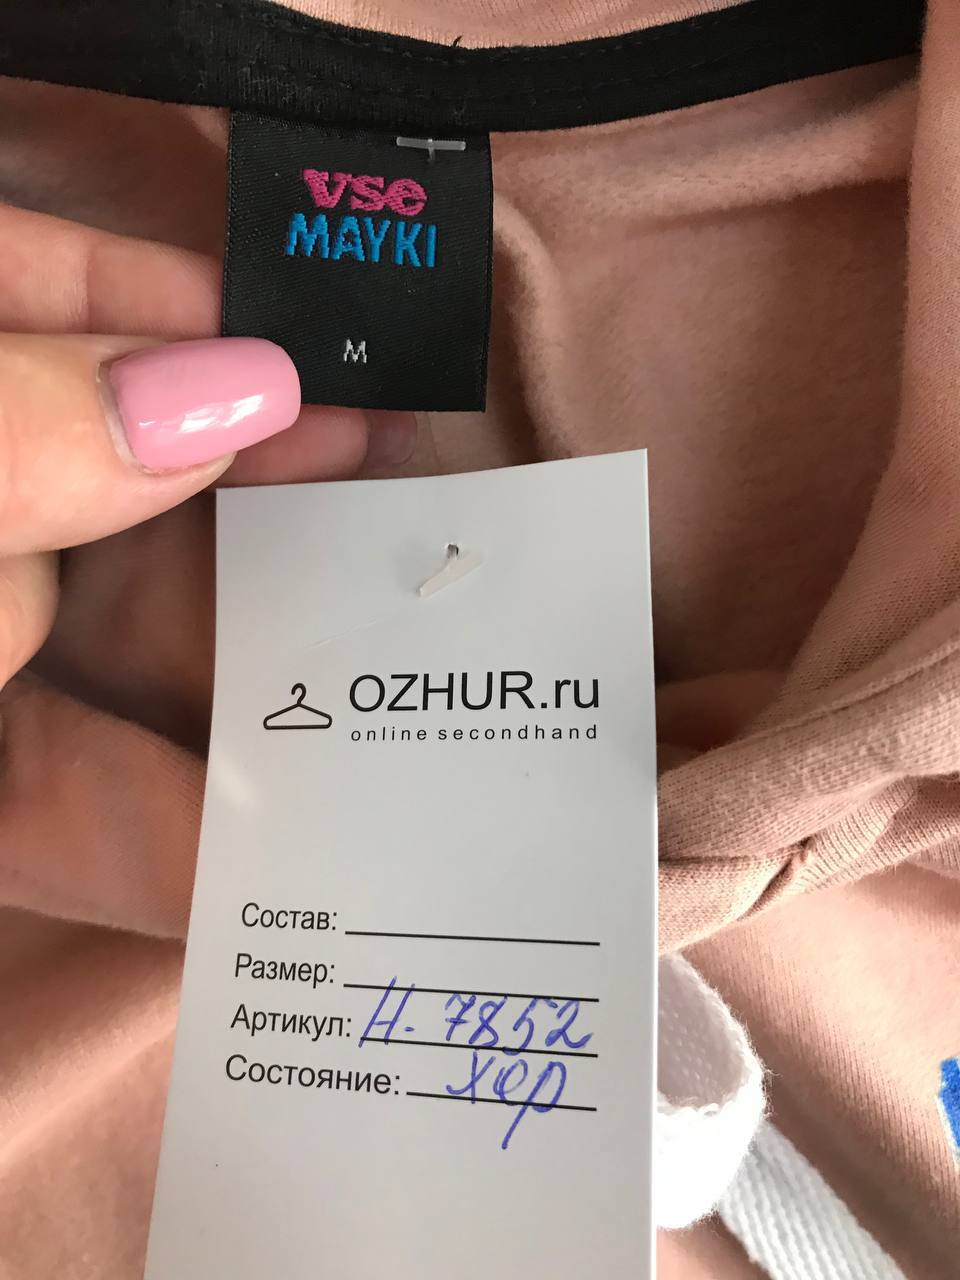 vse
MAYKI
M
OZHUR.ru
online secondhand
Состав:
Размер:
Артикул: Н. 7852
Состояние: хор